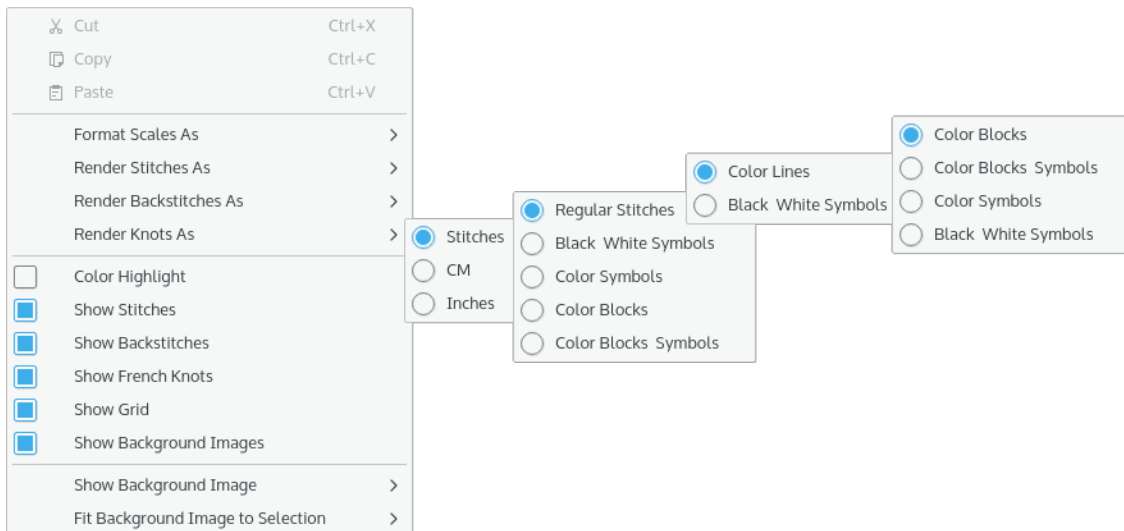 Cut Ctrl+X
Copy Ctrl+C
Paste Ctrl+V
Format Scales As
Render Stitches As
Render Backstitches As
Render Knots As
Color Highlight
Show Stitches
Show Backstitches
Show French Knots
Show Grid
Show Background Images
Show Background Image
Fit Background Image to Selection
Stitches
CM
Inches
Regular Stitches
Black White Symbols
Color Symbols
Color Blocks
Color Blocks Symbols
Color Lines
Black White Symbols
Color Blocks
Color Blocks Symbols
Color Symbols
Black White Symbols